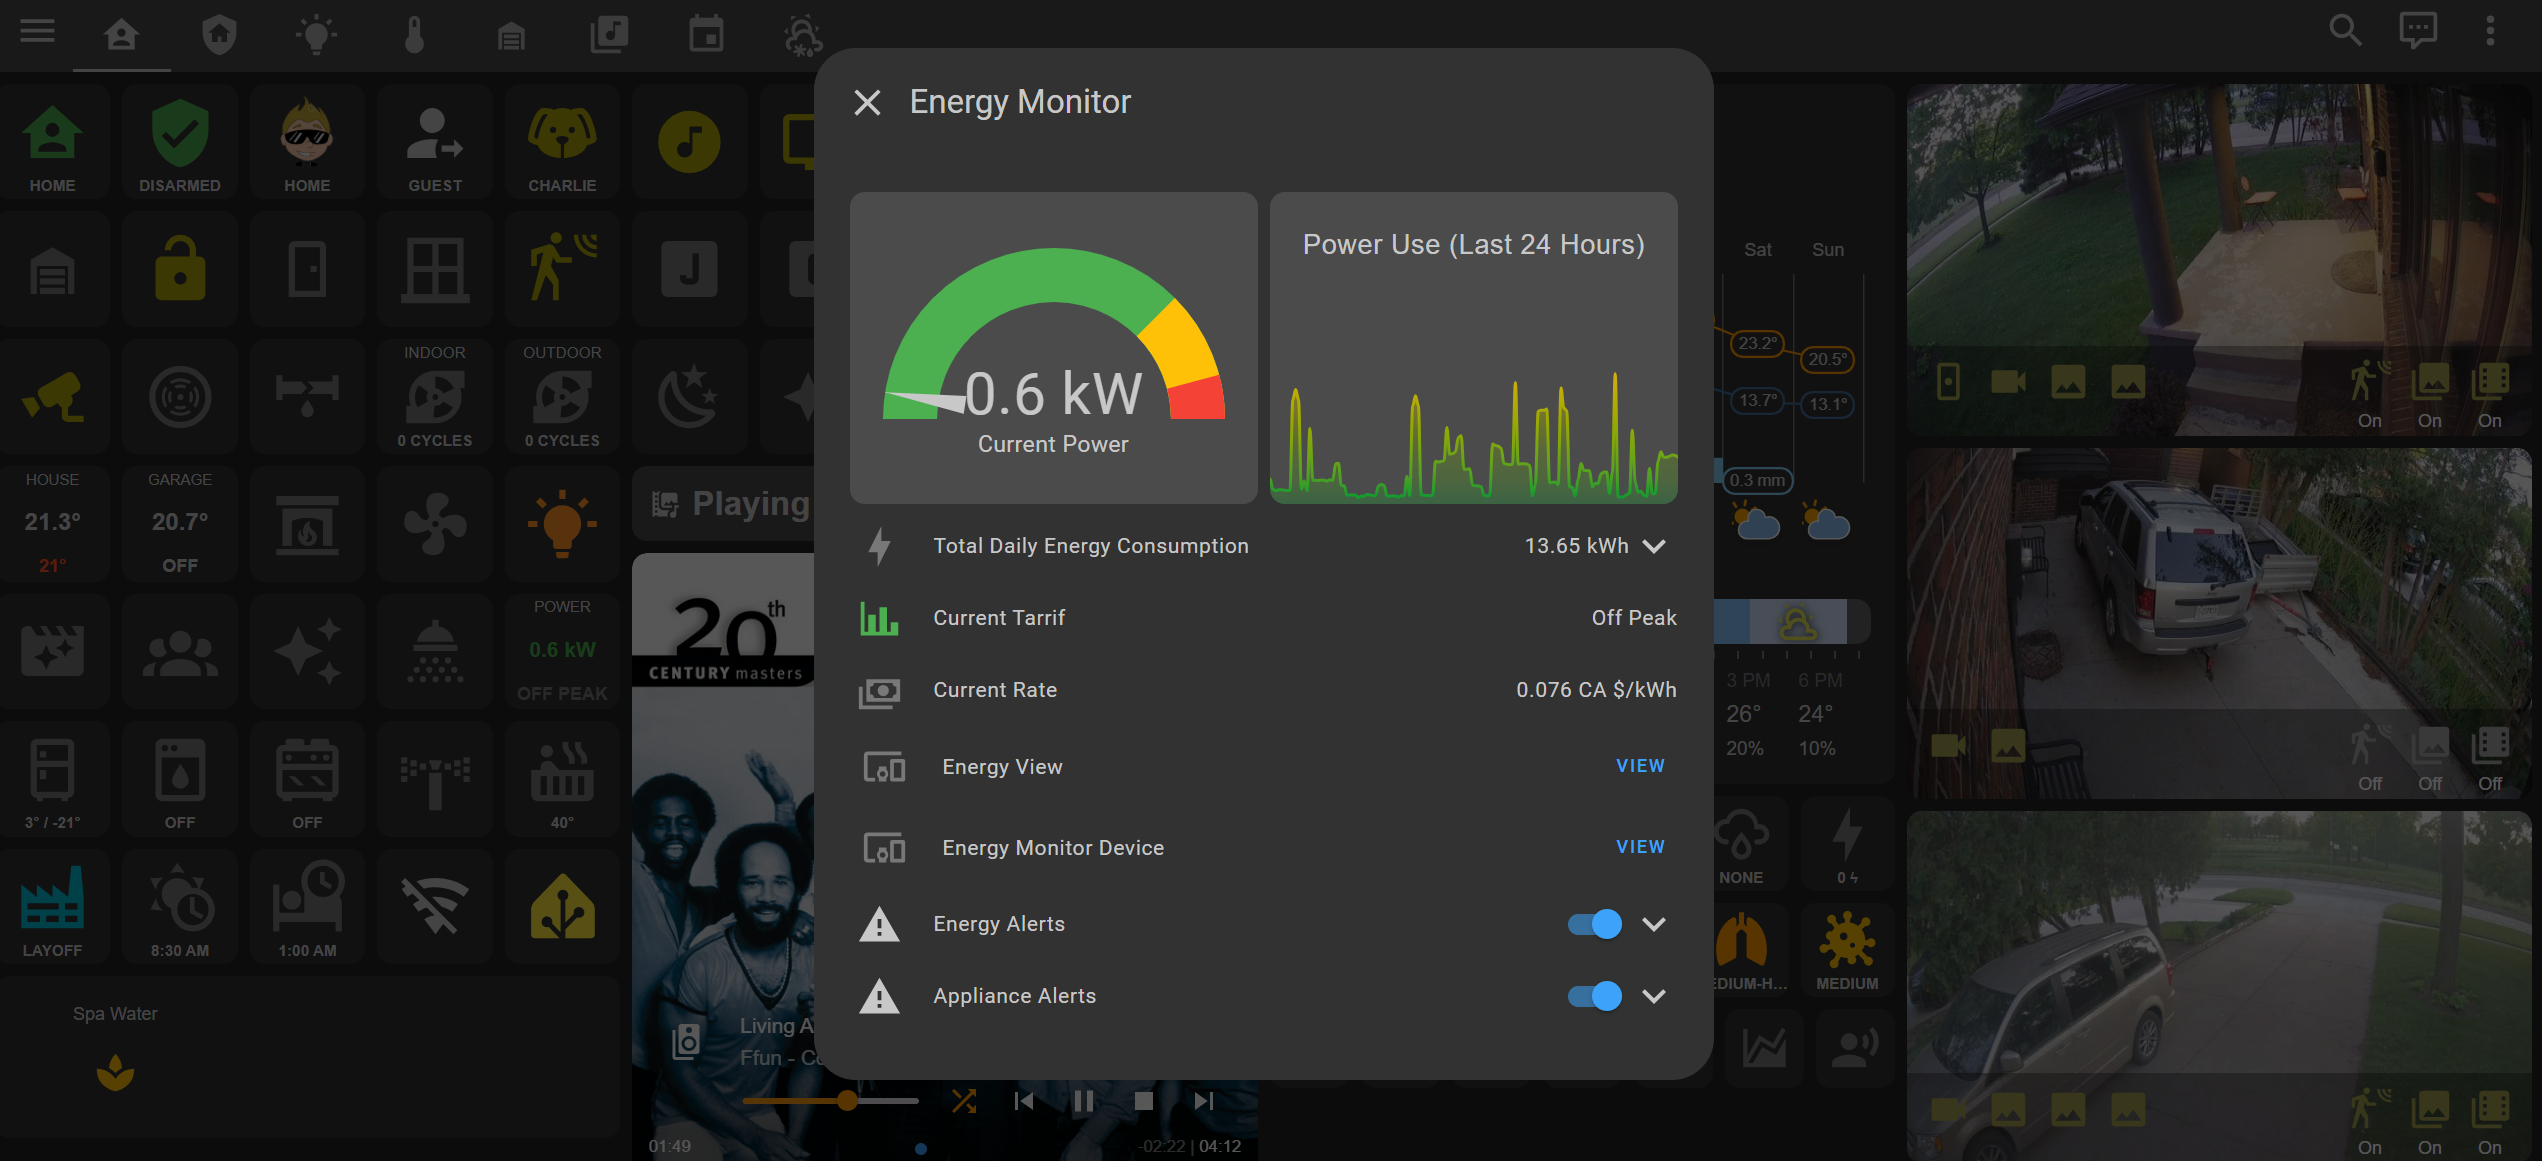 Energy Monitor
0.6 kW
Current Power
Power Use (Last 24 Hours)
Total Daily Energy Consumption
13.65 kWh
Current Tarrif
Off Peak
Current Rate
0.076 CA $/kWh
Energy View
VIEW
Energy Monitor Device
VIEW
Energy Alerts
Appliance Alerts
HOME
DISARMED
HOME
GUEST
CHARLIE
J
INDOOR
0 CYCLES
OUTDOOR
0 CYCLES
HOUSE
21.3°
21°
GARAGE
20.7°
OFF
POWER
0.6 kW
OFF PEAK
3° / -21°
OFF
OFF
40°
LAYOFF
8:30 AM
1:00 AM
Spa Water
Playing
20th
CENTURY masters
Living
Ffun -
01:49
-02:22 | 04:12
Sat
Sun
23.2°
20.5°
13.7°
13.1°
0.3 mm
3 PM
6 PM
26°
24°
20%
10%
NONE
0
EDIUM-H...
MEDIUM
On
On
On
Off
Off
Off
On
On
On